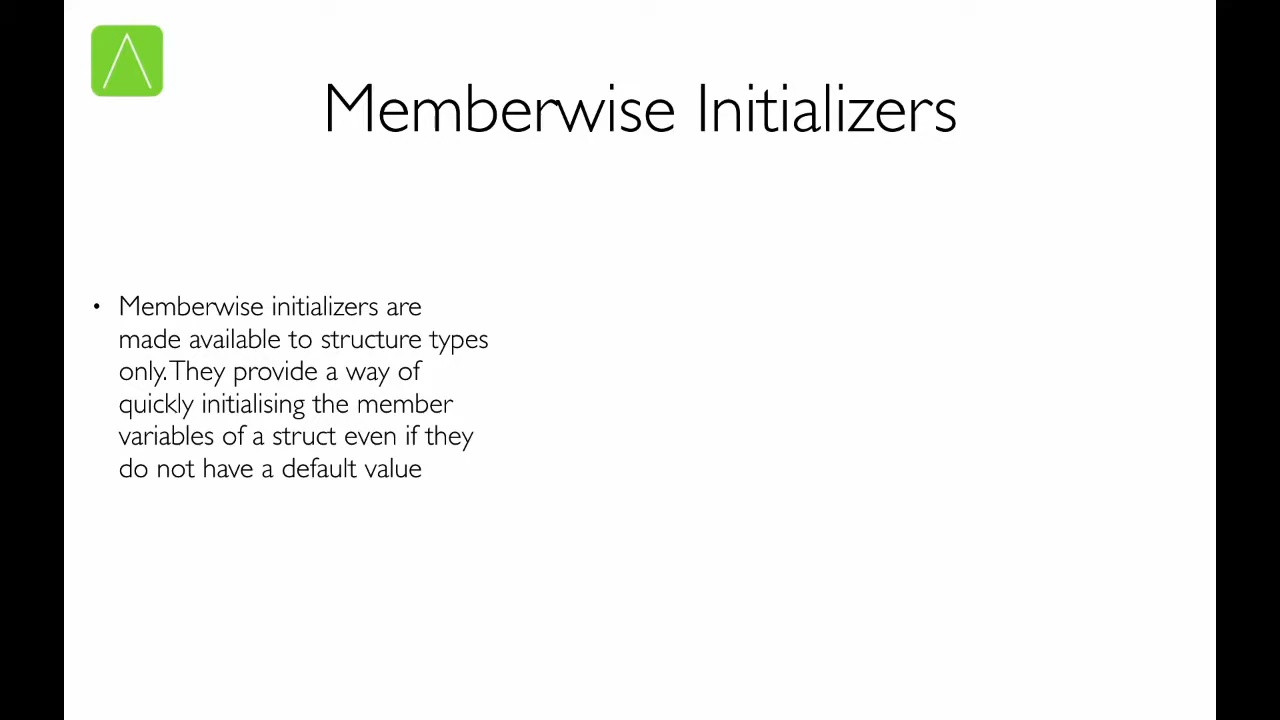 Memberwise Initializers
• Memberwise initializers are
made available to structure types
only. They provide a way of
quickly initialising the member
variables of a struct even if they
do not have a default value